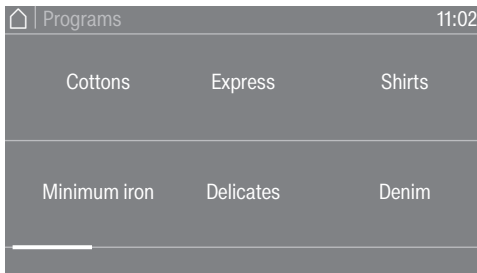 Programs 11:02
Cottons Express Shirts
Minimum iron Delicates Denim